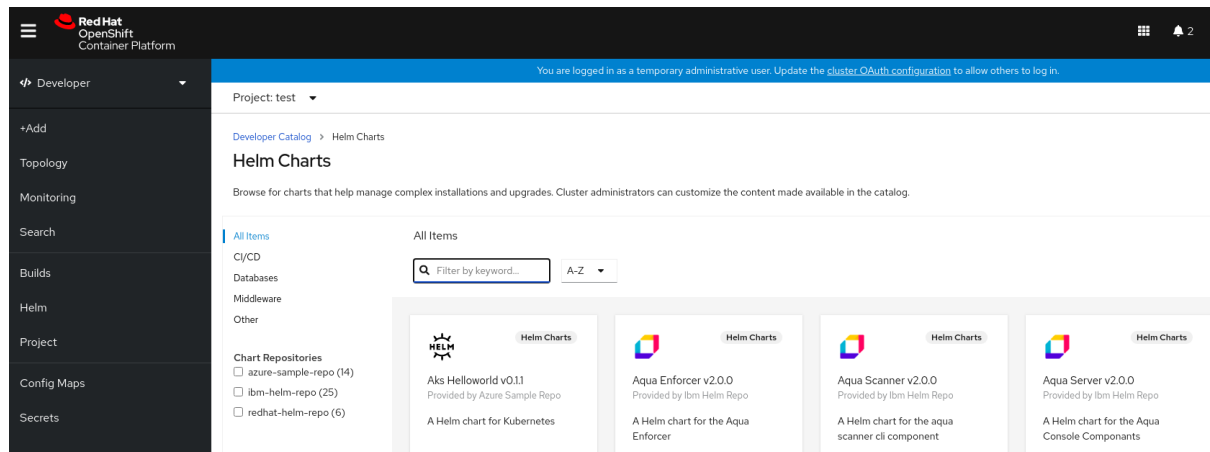 Red Hat
OpenShift
Container Platform
2
You are logged in as a temporary administrative user. Update the cluster OAuth configuration to allow others to log in.
</> Developer
Project: test
+Add
Topology
Monitoring
Search
Builds
Helm
Project
Config Maps
Secrets
Developer Catalog > Helm Charts
Helm Charts
Browse for charts that help manage complex installations and upgrades. Cluster administrators can customize the content made available in the catalog.
All Items
CI/CD
Databases
Middleware
Other
Chart Repositories
azure-sample-repo (14)
ibm-helm-repo (25)
redhat-helm-repo (6)
All Items
Filter by keyword...
A-Z
HELM
Helm Charts
Aks Helloworld v0.1.1
Provided by Azure Sample Repo
A Helm chart for Kubernetes
Helm Charts
Aqua Enforcer v2.0.0
Provided by Ibm Helm Repo
A Helm chart for the Aqua
Enforcer
Helm Charts
Aqua Scanner v2.0.0
Provided by Ibm Helm Repo
A Helm chart for the aqua
scanner cli component
Helm Charts
Aqua Server v2.0.0
Provided by Ibm Helm Repo
A Helm chart for the Aqua
Console Componants